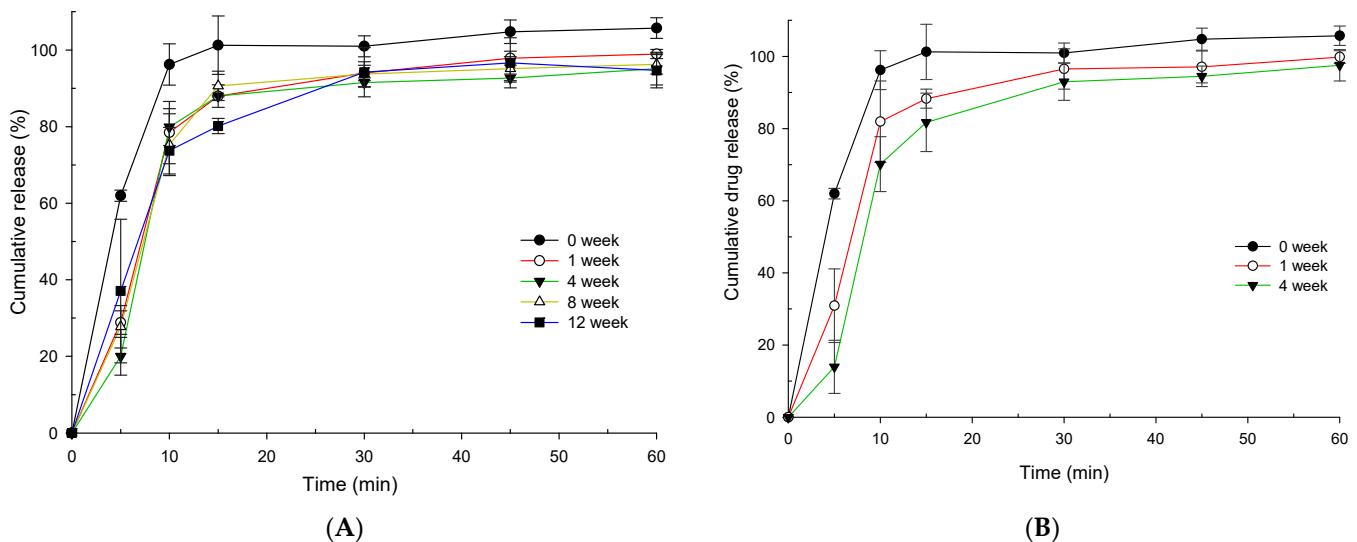 Cumulative release (%)
100
80
60
40
20
0
0 week
1 week
4 week
8 week
12 week
0 10 20 30 40 50 60
Time (min)
(A)
Cumulative drug release (%)
100
80
60
40
20
0
0 week
1 week
4 week
0 10 20 30 40 50 60
Time (min)
(B)